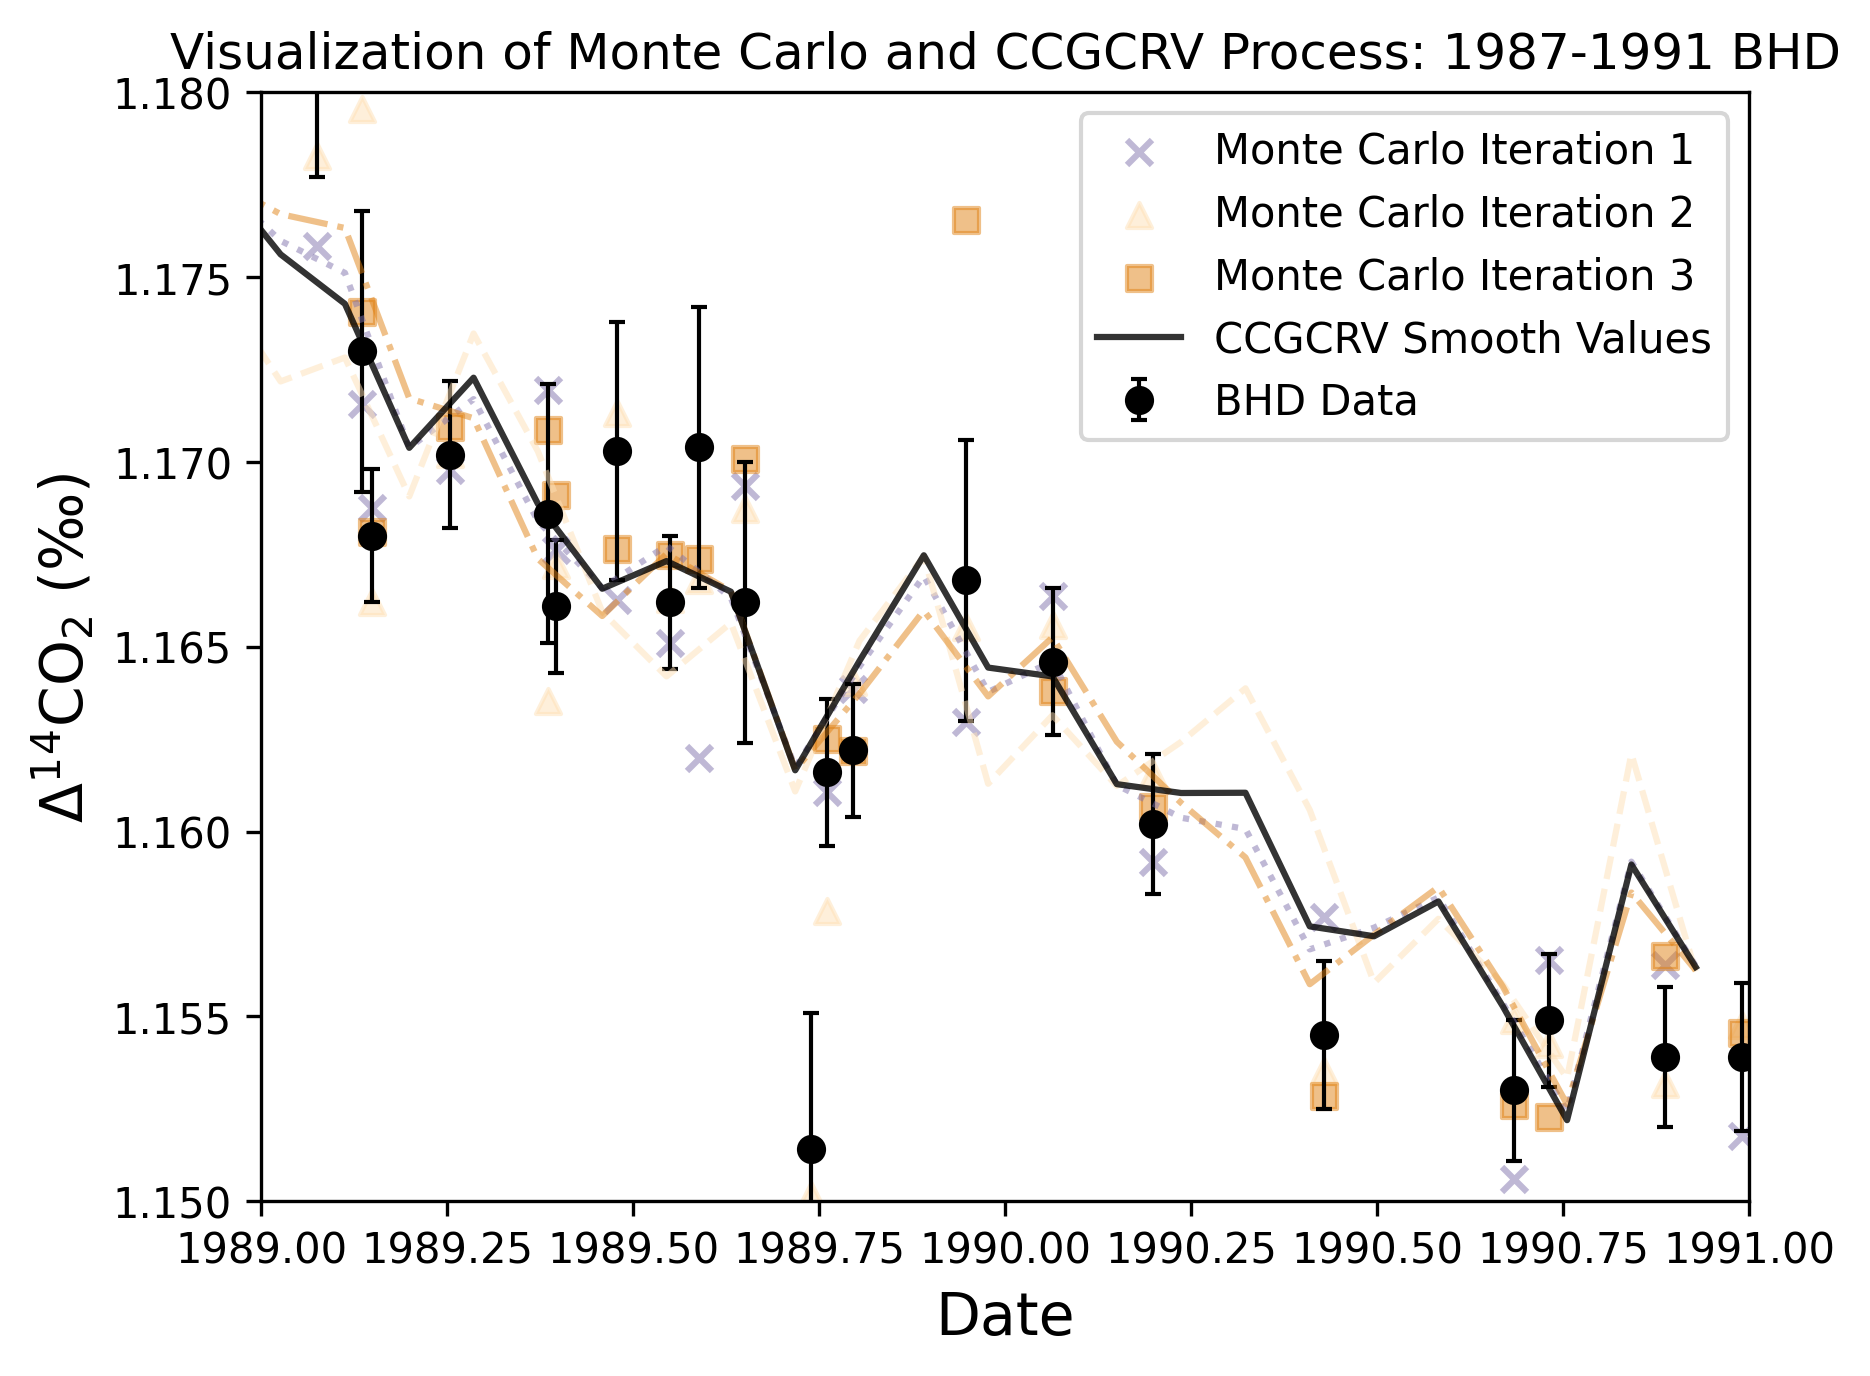 Visualization of Monte Carlo and CCGCRV Process: 1987-1991 BHD
1.180
1.175
1.170
1.165
1.160
1.155
1.150
Δ¹⁴CO₂ (‰)
Monte Carlo Iteration 1
Monte Carlo Iteration 2
Monte Carlo Iteration 3
CCGCRV Smooth Values
BHD Data
1989.00 1989.25 1989.50 1989.75 1990.00 1990.25 1990.50 1990.75 1991.00
Date